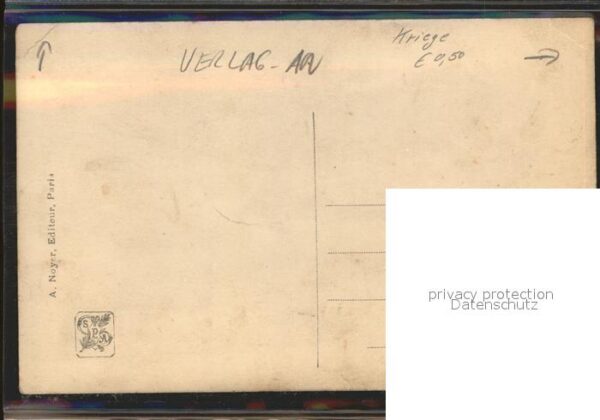 Kriege
VERLAG - AN
€ 0,50
A. Noyer, Editeur, Paris
S. P. A.
privacy protection
Datenschutz